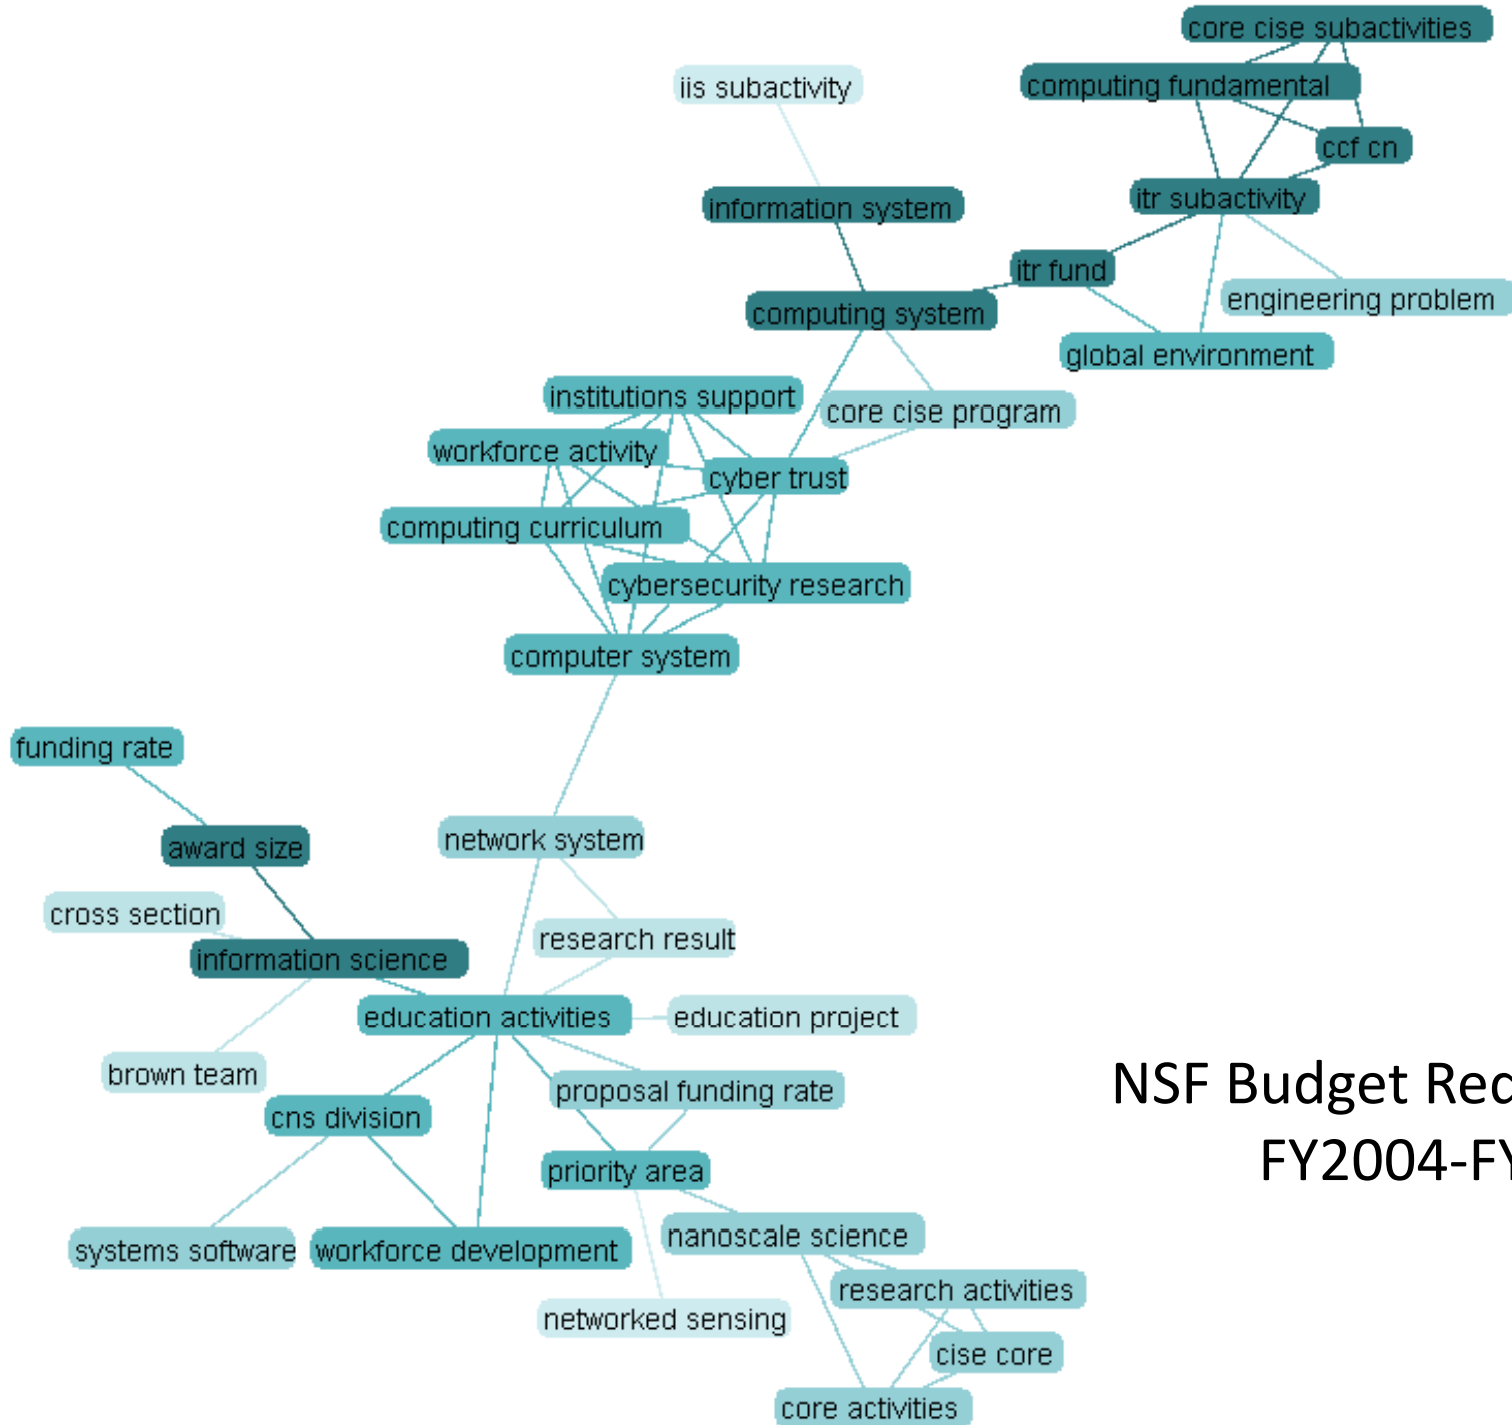 core cise subactivities
iis subactivity
computing fundamental
ccf cn
itr subactivity
information system
itr fund
engineering problem
computing system
global environment
institutions support
core cise program
workforce activity
cyber trust
computing curriculum
cybersecurity research
computer system
funding rate
network system
award size
cross section
research result
information science
education activities
education project
brown team
proposal funding rate
NSF Budget
cns division
FY2004-FY
priority area
nanoscale science
systems software
workforce development
research activities
networked sensing
cise core
core activities